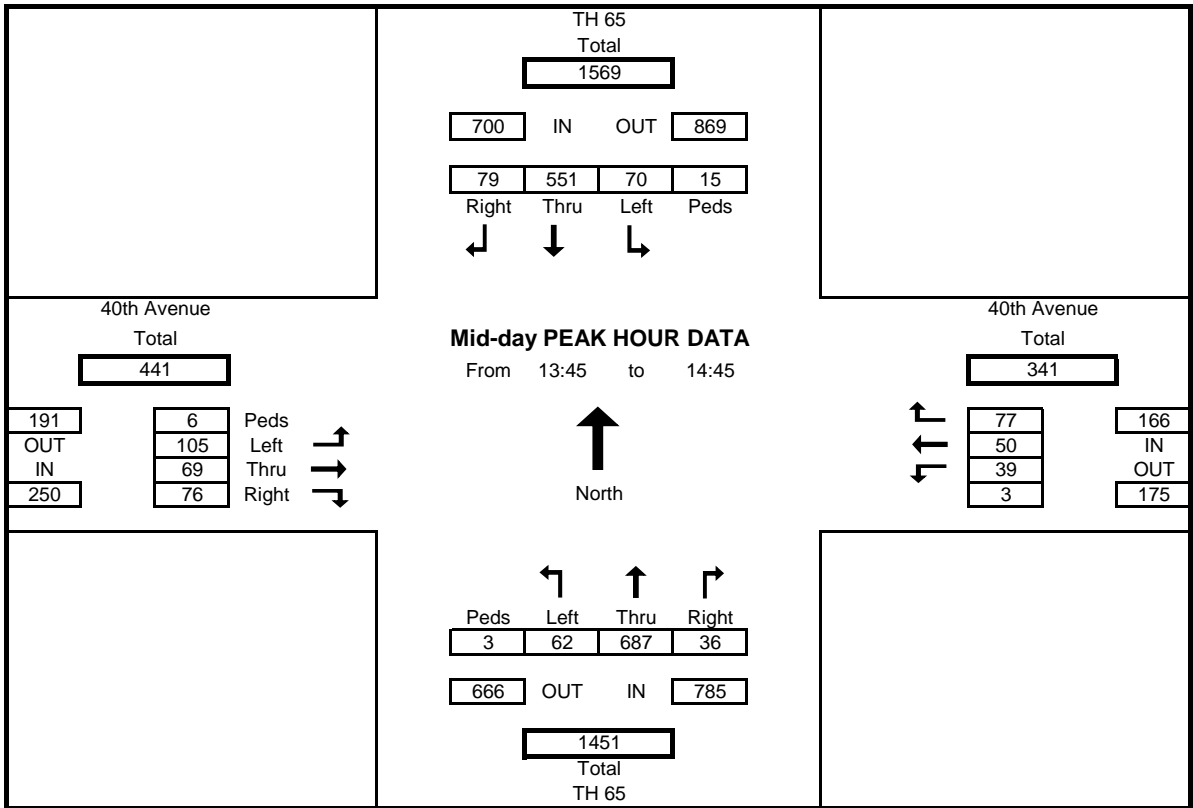 TH 65
Total
1569
700 IN OUT 869
79 551 70 15
Right Thru Left Peds
40th Avenue
Total
441
191 6 Peds
OUT 105 Left
IN 69 Thru
250 76 Right
Mid-day PEAK HOUR DATA
From 13:45 to 14:45
North
40th Avenue
Total
341
77 166
50 IN
39 OUT
3 175
Peds Left Thru Right
3 62 687 36
666 OUT IN 785
1451
Total
TH 65